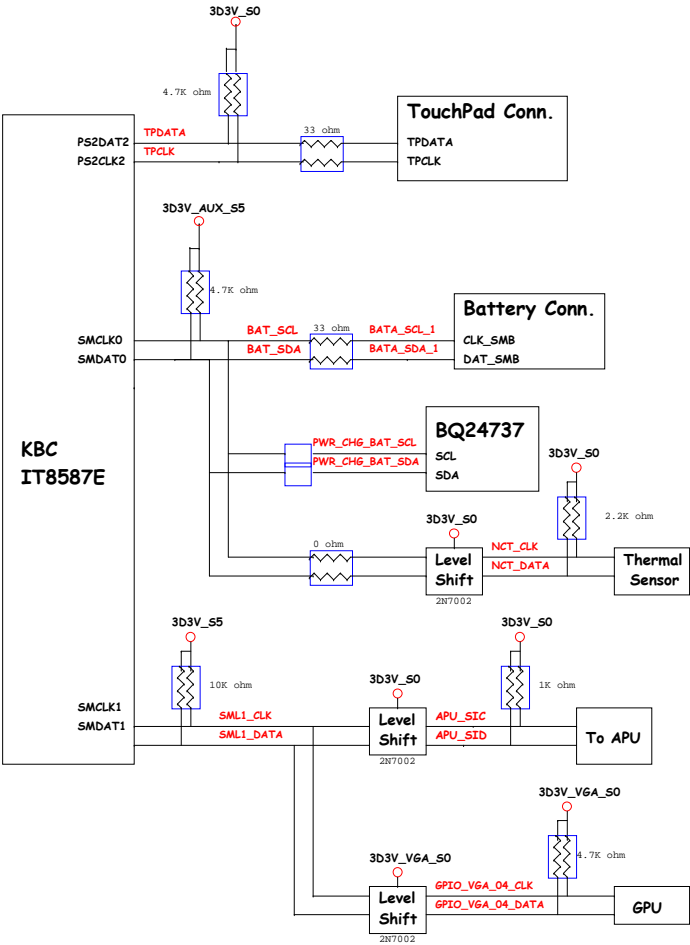 3D3V_S0
4.7K ohm
TouchPad Conn.
PS2DAT2
TPDATA
33 ohm
TPDATA
PS2CLK2
TPCLK
TPCLK
3D3V_AUX_S5
4.7K ohm
Battery Conn.
SMCLK0
BAT_SCL
33 ohm
BATA_SCL_1
CLK_SMB
SMDAT0
BAT_SDA
BATA_SDA_1
DAT_SMB
KBC
IT8587E
BQ24737
PWR_CHG_BAT_SCL
SCL
PWR_CHG_BAT_SDA
SDA
3D3V_S0
2.2K ohm
3D3V_S0
0 ohm
Level
Shift
2N7002
NCT_CLK
NCT_DATA
Thermal
Sensor
3D3V_S5
3D3V_S0
10K ohm
3D3V_S0
1K ohm
SMCLK1
SMDAT1
SML1_CLK
SML1_DATA
Level
Shift
2N7002
APU_SIC
APU_SID
To APU
3D3V_VGA_S0
4.7K ohm
3D3V_VGA_S0
Level
Shift
2N7002
GPIO_VGA_04_CLK
GPIO_VGA_04_DATA
GPU